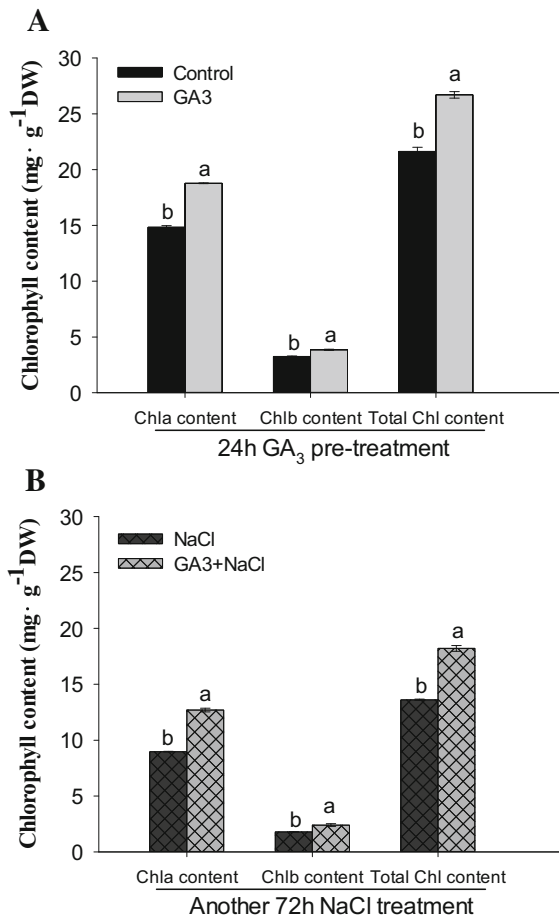 A
Chlorophyll content (mg· g⁻¹DW)
30
25
20
15
10
5
0
Control
GA3
b
a
b
a
b
a
Chla content Chlb content Total Chl content
24h GA₃ pre-treatment
B
Chlorophyll content (mg· g⁻¹DW)
30
25
20
15
10
5
0
NaCl
GA3+NaCl
b
a
b
a
b
a
Chla content Chlb content Total Chl content
Another 72h NaCl treatment